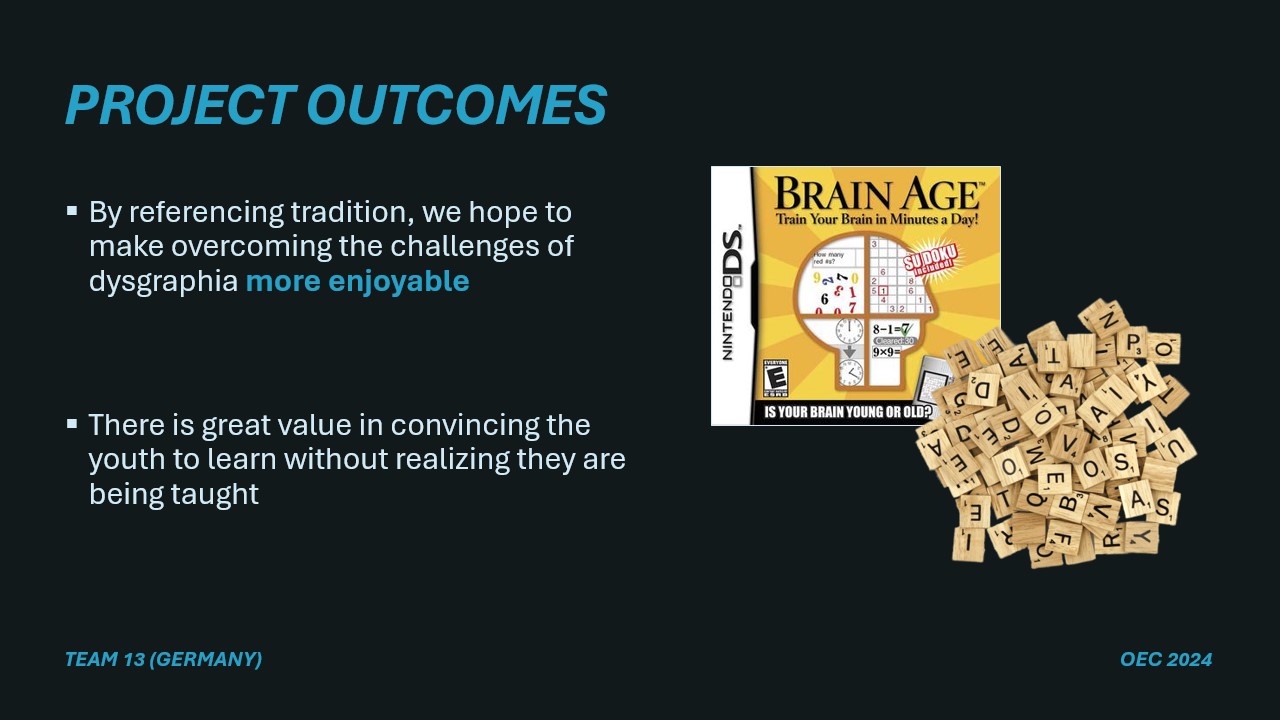 PROJECT OUTCOMES
▪ By referencing tradition, we hope to
make overcoming the challenges of
dysgraphia more enjoyable
▪ There is great value in convincing the
youth to learn without realizing they are
being taught
NINTENDO DS
BRAIN AGE™
Train Your Brain in Minutes a Day!
How many
red #s?
SUDOKU
included!
8-1=7
Cleared:30
9×9=
EVERYONE
E
ESRB
IS YOUR BRAIN YOUNG OR OLD?
TEAM 13 (GERMANY)
OEC 2024